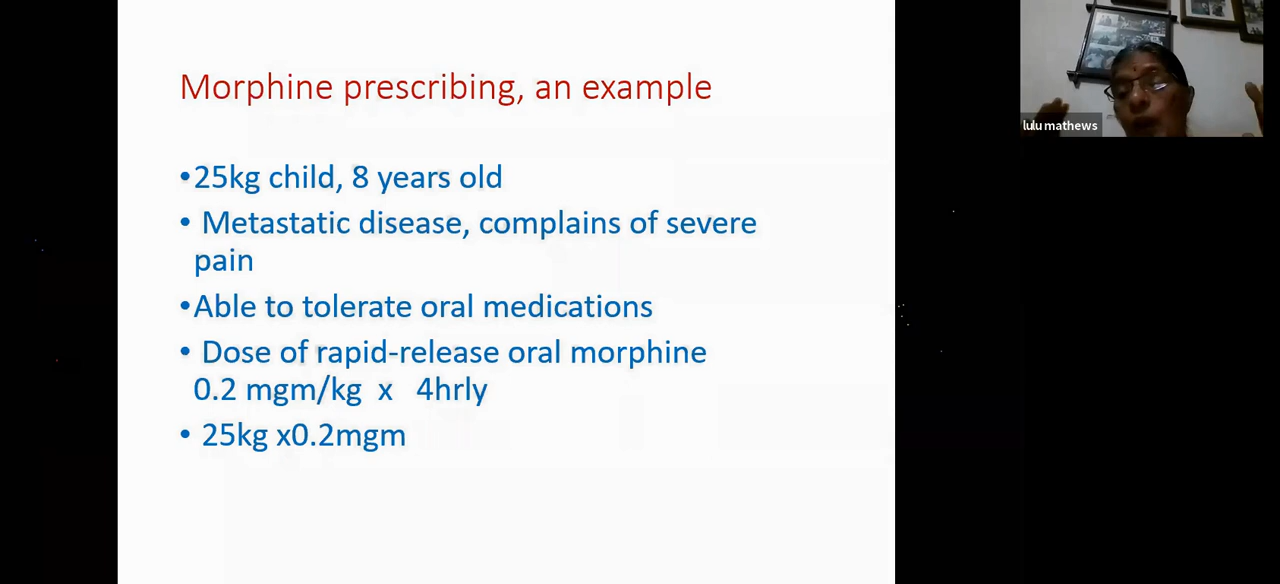 Morphine prescribing, an example
•25kg child, 8 years old
• Metastatic disease, complains of severe
pain
•Able to tolerate oral medications
• Dose of rapid-release oral morphine
0.2 mgm/kg x 4hrly
• 25kg x0.2mgm
lulu mathews